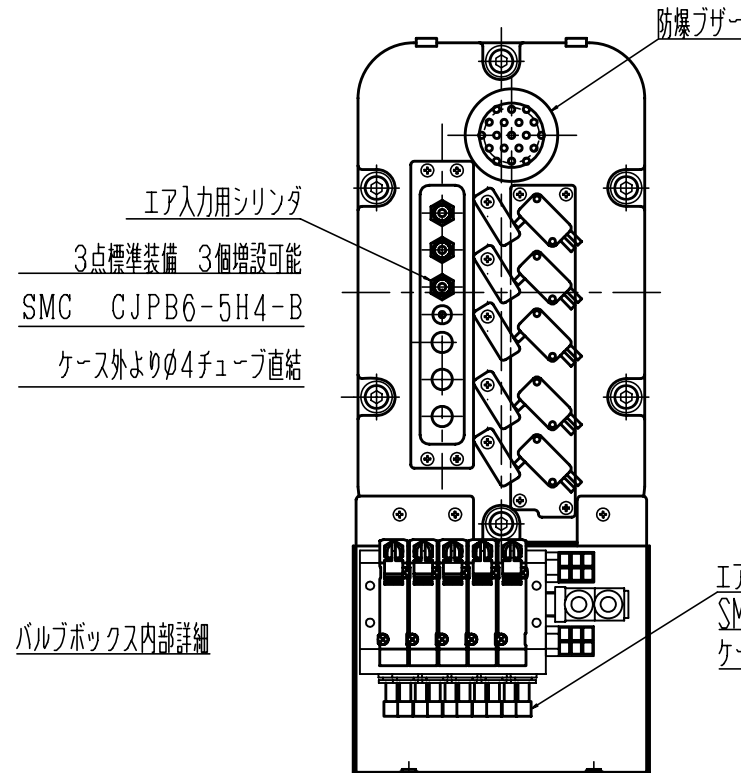 防爆ブザー
エア入力用シリンダ
3点標準装備 3個増設可能
SMC CJPB6-5H4-B
ケース外よりφ4チューブ直結
エア
SM
ケー
バルブボックス内部詳細